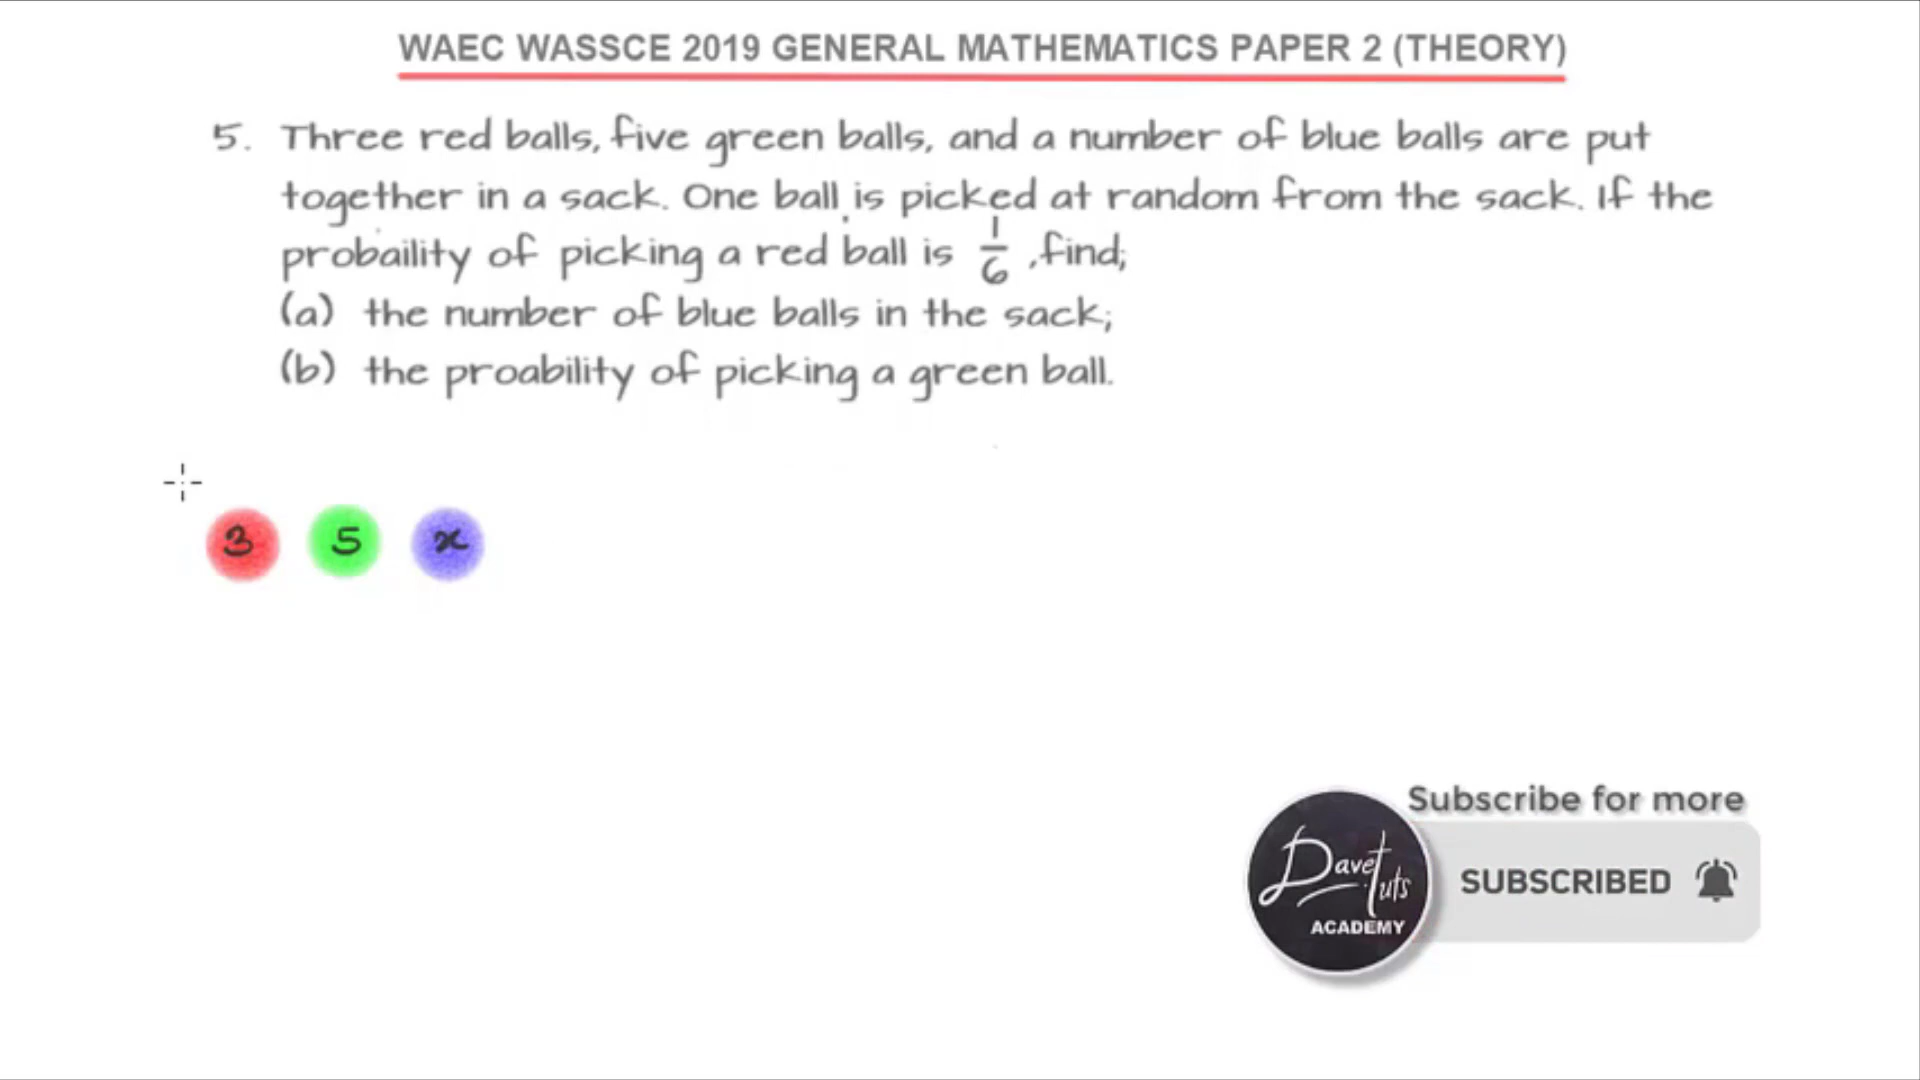 WAEC WASSCE 2019 GENERAL MATHEMATICS PAPER 2 (THEORY)
5. Three red balls, five green balls, and a number of blue balls are put
together in a sack. One ball is picked at random from the sack. If the
probaility of picking a red ball is 1/6 ,find;
(a) the number of blue balls in the sack;
(b) the proability of picking a green ball.
3 5 x
Subscribe for more
DaveTuts
ACADEMY
SUBSCRIBED